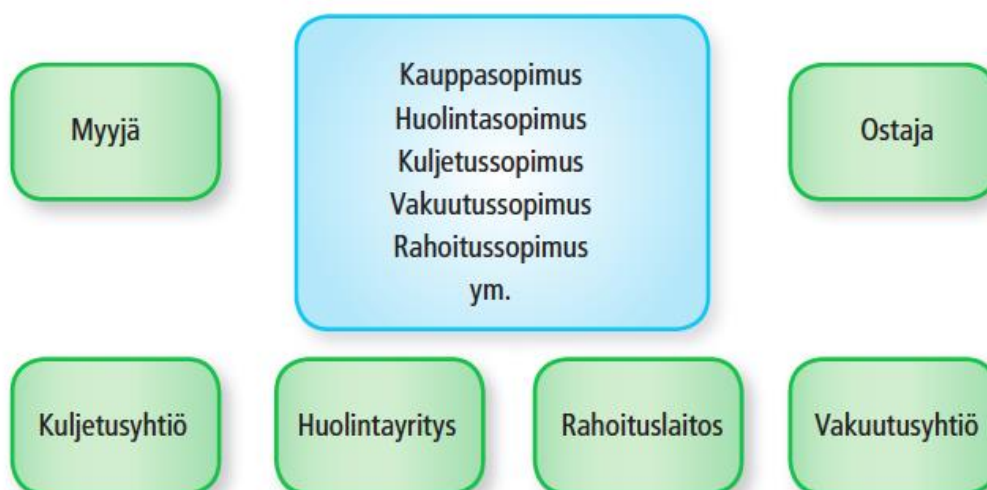 Kauppasopimus
Huolintasopimus
Kuljetussopimus
Vakuutussopimus
Rahoitussopimus
ym.
Myyjä
Ostaja
Kuljetusyhtiö
Huolintayritys
Rahoituslaitos
Vakuutusyhtiö